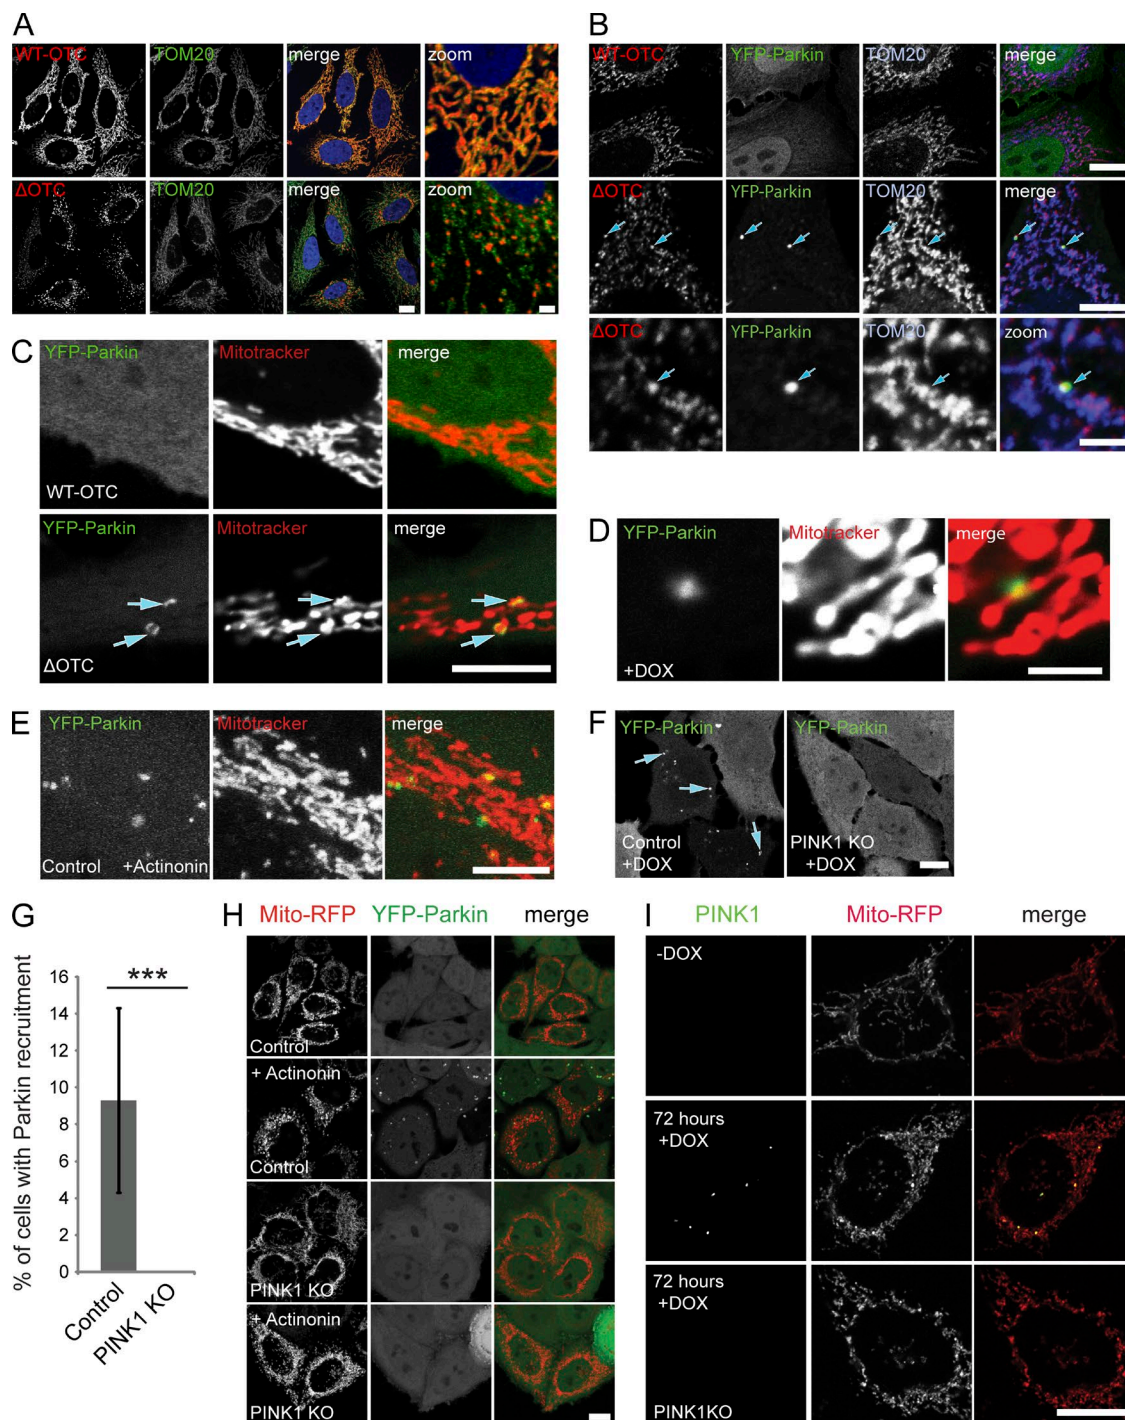 A
WT-OTC TOM20 merge zoom
ΔOTC TOM20 merge zoom
B
WT-OTC YFP-Parkin TOM20 merge
ΔOTC YFP-Parkin TOM20 merge
ΔOTC YFP-Parkin TOM20 zoom
C
YFP-Parkin Mitotracker merge
WT-OTC
YFP-Parkin Mitotracker merge
ΔOTC
D
YFP-Parkin Mitotracker merge
+DOX
E
YFP-Parkin Mitotracker merge
Control +Actinonin
F
YFP-Parkin YFP-Parkin
Control PINK1 KO
+DOX +DOX
G
% of cells with Parkin recruitment
16
14
12
10
8
6
4
2
0
***
Control
PINK1 KO
H
Mito-RFP YFP-Parkin merge
Control
+ Actinonin
Control
PINK1 KO
+ Actinonin
PINK1 KO
I
PINK1 Mito-RFP merge
-DOX
72 hours
+DOX
72 hours
+DOX
PINK1KO